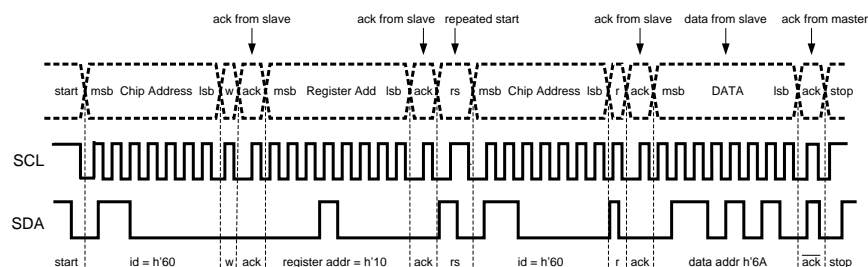 ack from slave ack from slave repeated start ack from slave data from slave ack from master
start msb Chip Address lsb w ack msb Register Add lsb ack rs msb Chip Address lsb r ack msb DATA lsb ack stop
SCL
SDA
start id = h'60 w ack register addr = h'10 ack rs id = h'60 r ack data addr h'6A ack stop